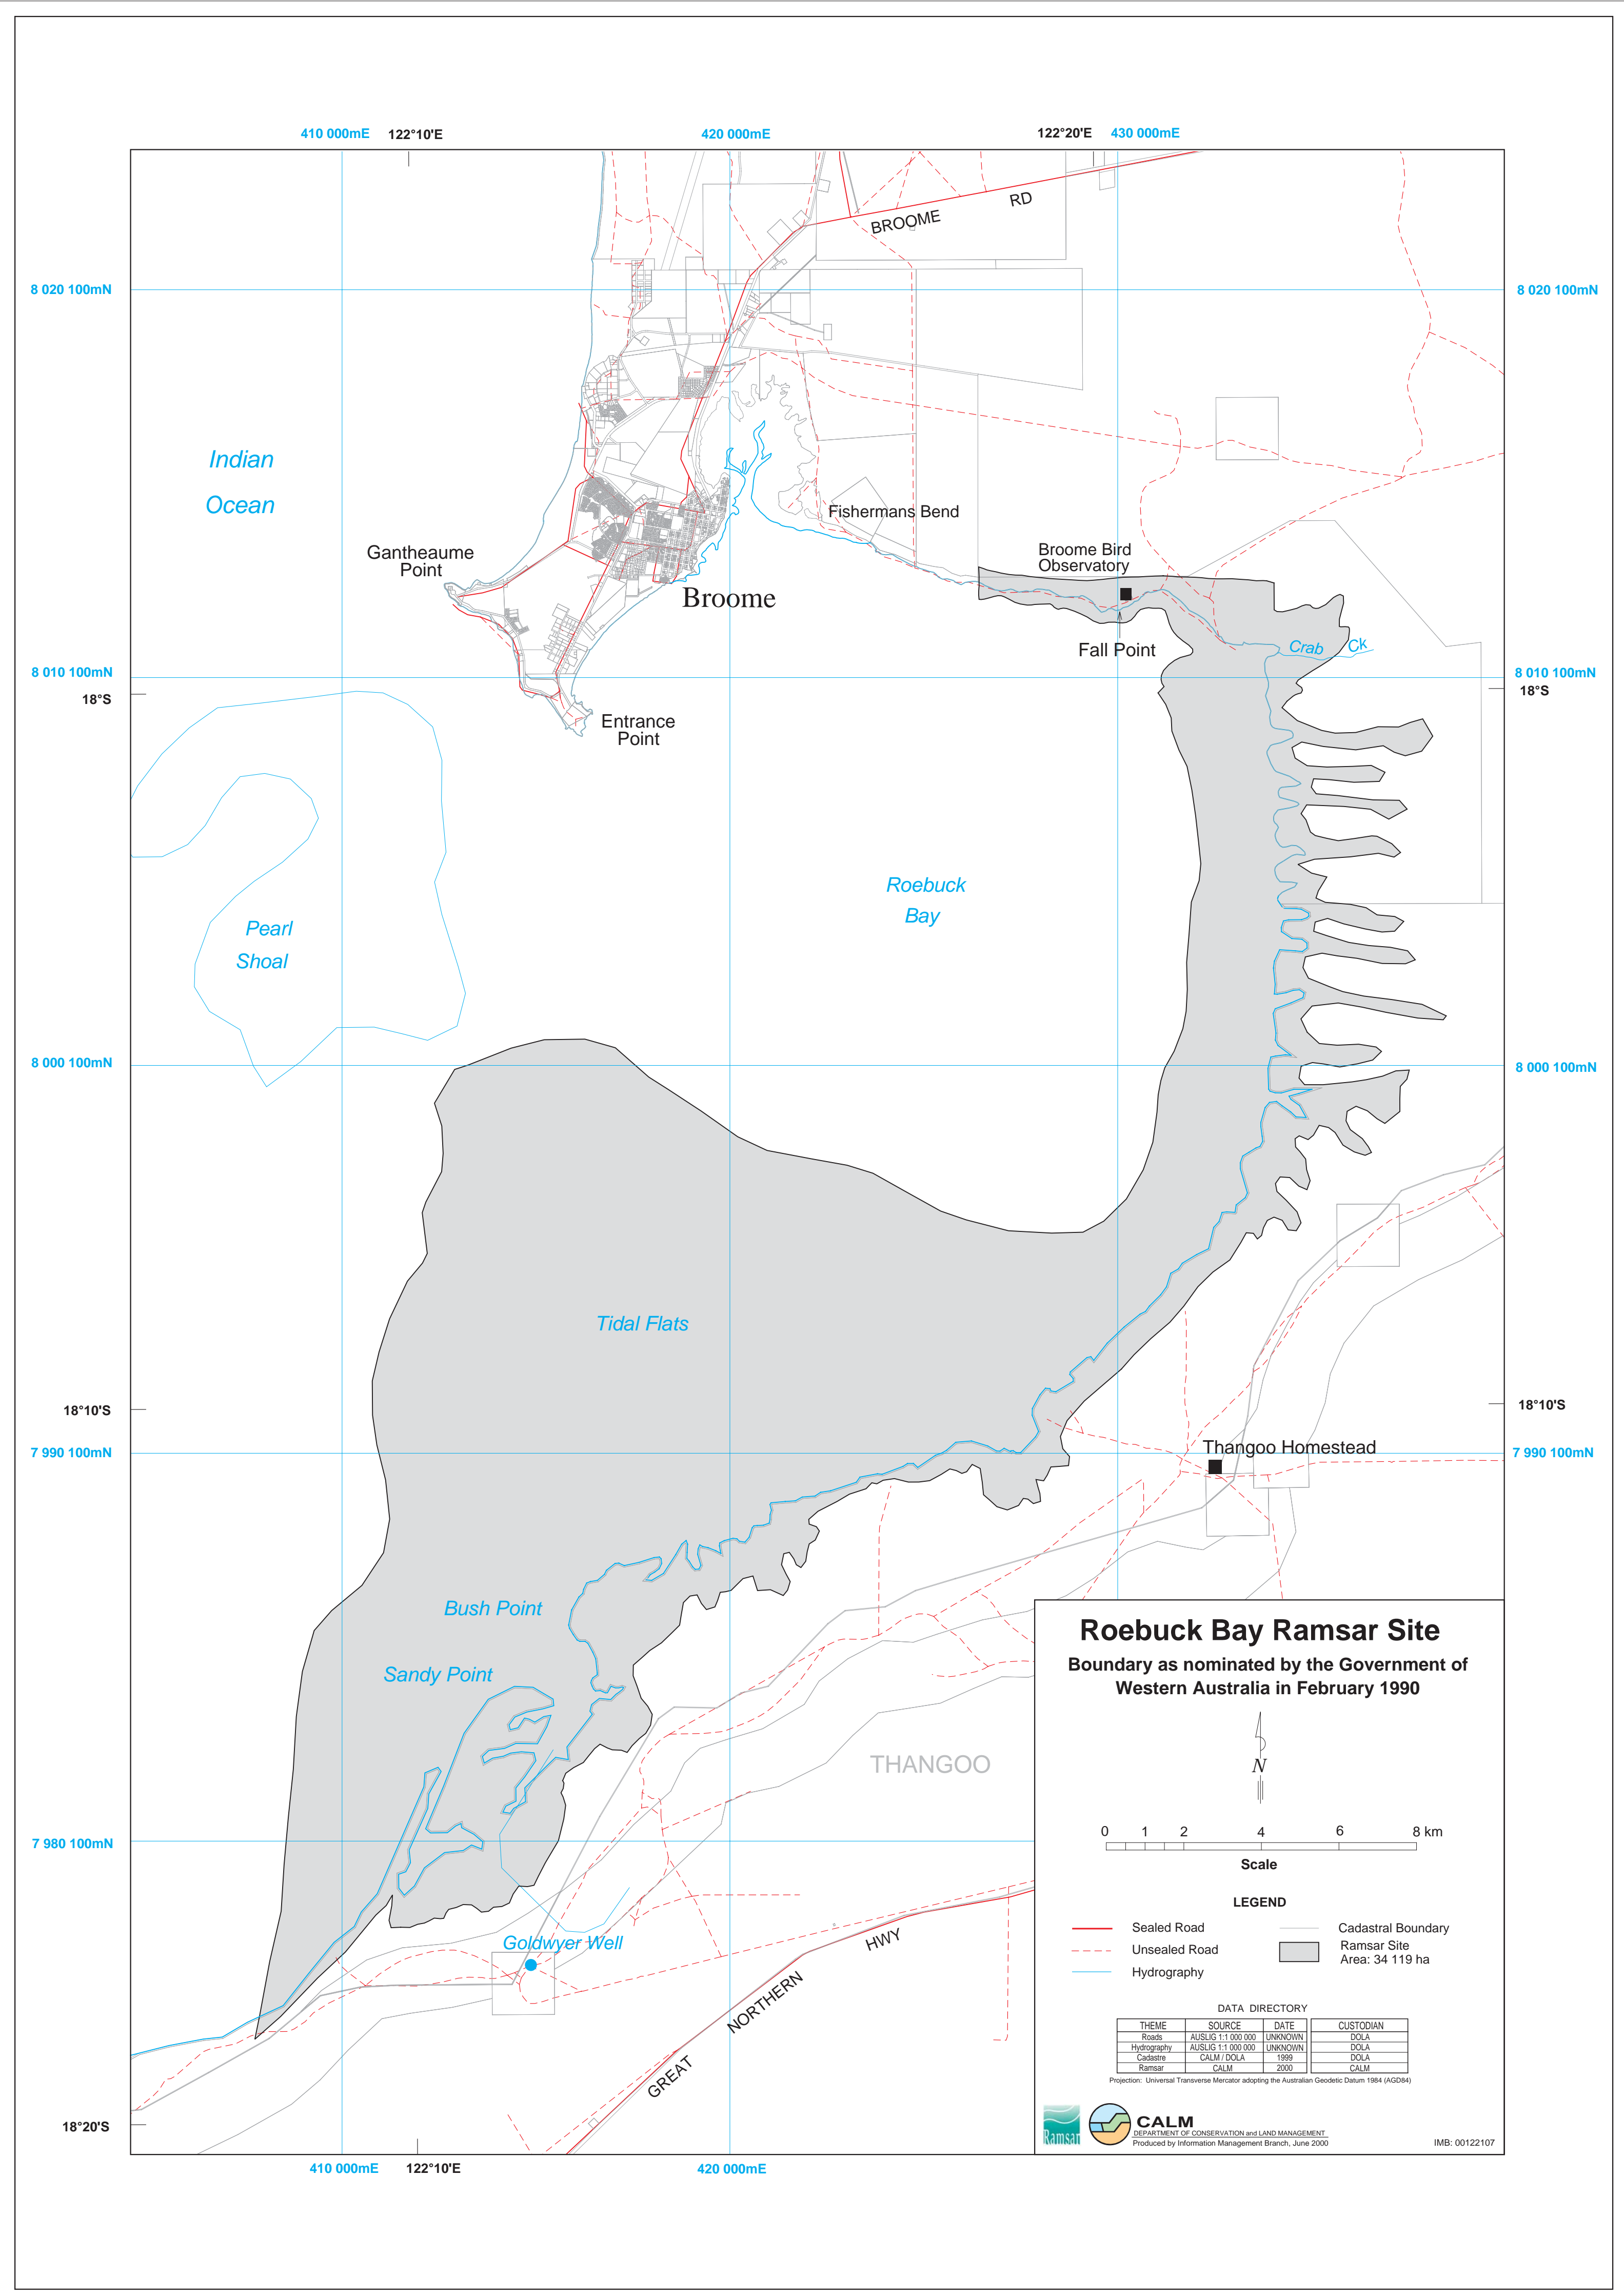 410 000mE 122°10'E 420 000mE 122°20'E 430 000mE
BROOME RD
8 020 100mN 8 020 100mN
Indian
Ocean
Fishermans Bend
Gantheaume
Point
Broome Bird
Observatory
Broome
Fall Point
Crab Ck
8 010 100mN 8 010 100mN
18°S 18°S
Entrance
Point
Roebuck
Bay
Pearl
Shoal
8 000 100mN 8 000 100mN
Tidal Flats
18°10'S 18°10'S
7 990 100mN 7 990 100mN
Thangoo Homestead
Bush Point
Sandy Point
THANGOO
7 980 100mN
Goldwyer Well
GREAT NORTHERN HWY
18°20'S
410 000mE 122°10'E 420 000mE
Roebuck Bay Ramsar Site
Boundary as nominated by the Government of
Western Australia in February 1990
N
0 1 2 4 6 8 km
Scale
LEGEND
Sealed Road Cadastral Boundary
Unsealed Road Ramsar Site
Area: 34 119 ha
Hydrography
DATA DIRECTORY
THEME SOURCE DATE CUSTODIAN
Roads AUSLIG 1:1 000 000 UNKNOWN DOLA
Hydrography AUSLIG 1:1 000 000 UNKNOWN DOLA
Cadastre CALM / DOLA 1999 DOLA
Ramsar CALM 2000 CALM
Projection: Universal Transverse Mercator adopting the Australian Geodetic Datum 1984 (AGD84)
Ramsar
CALM
DEPARTMENT OF CONSERVATION and LAND MANAGEMENT
Produced by Information Management Branch, June 2000
IMB: 00122107